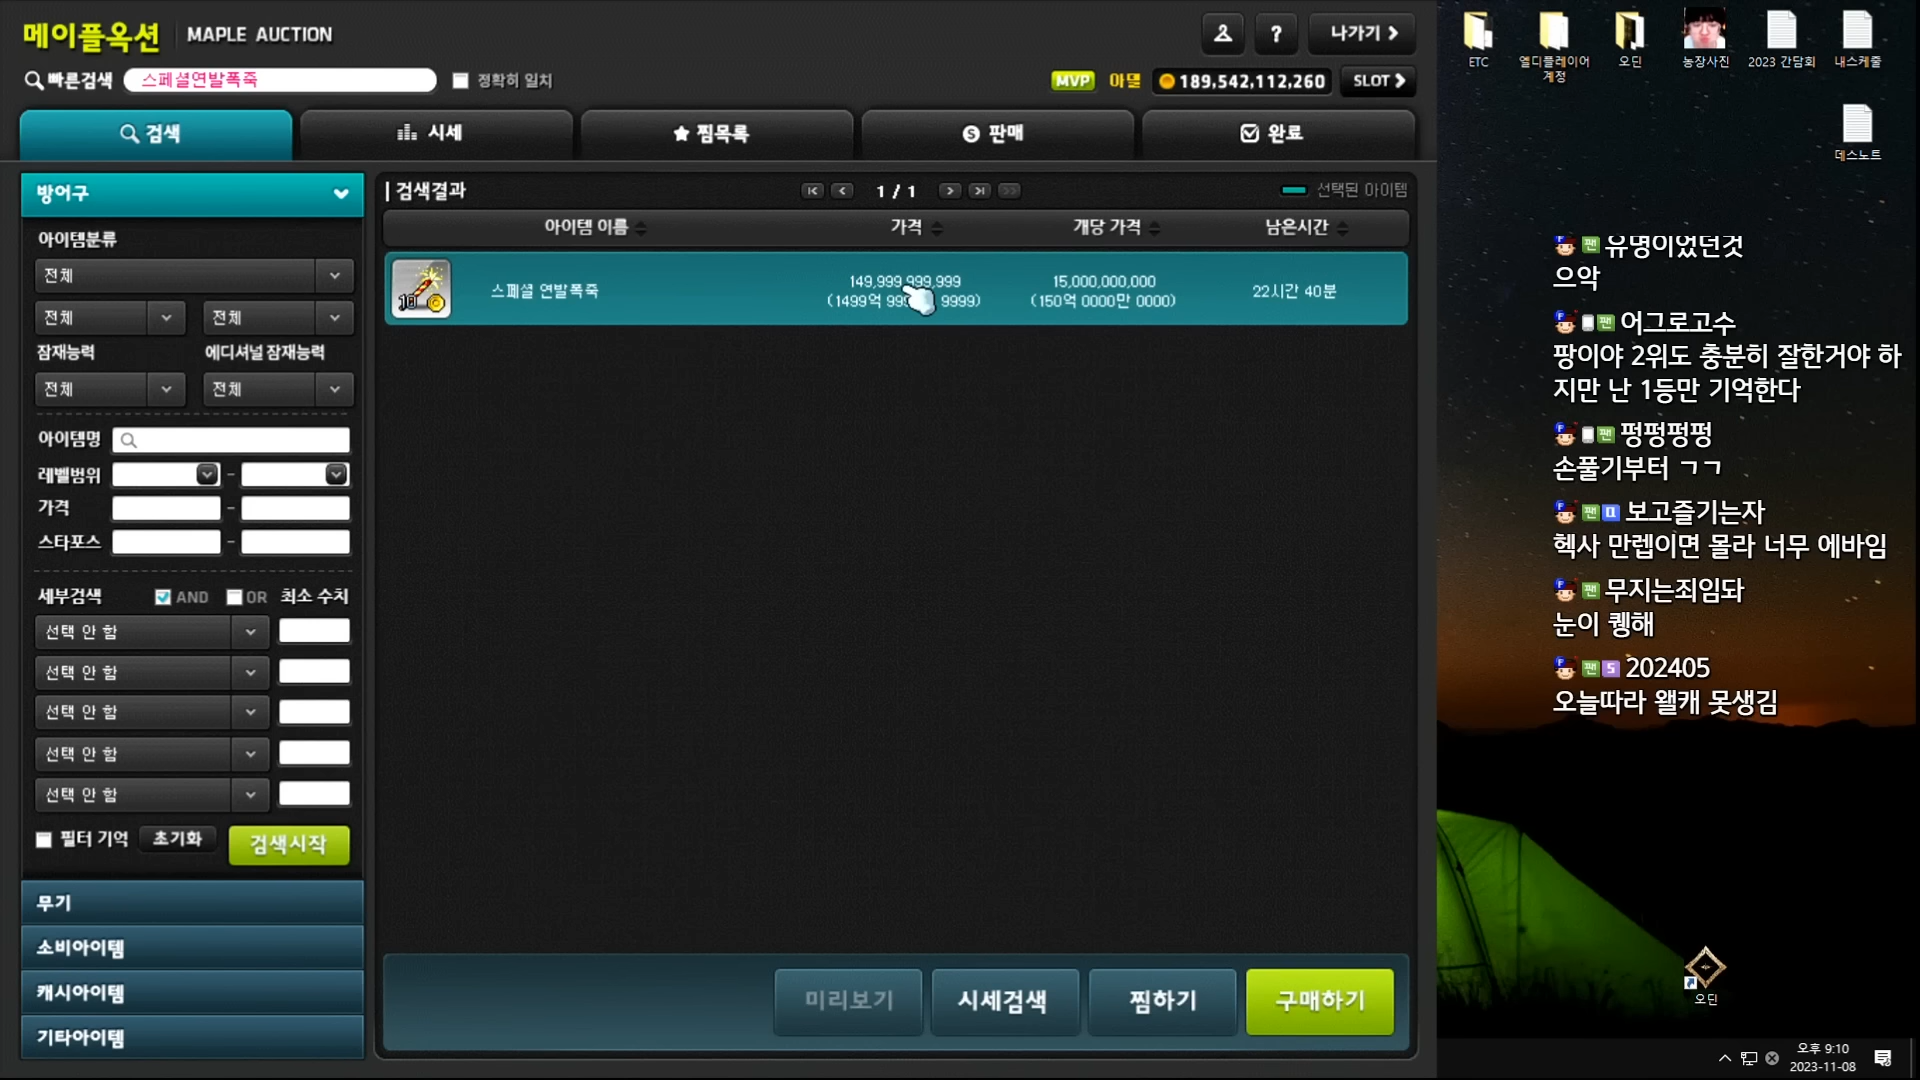 메이플옥션
MAPLE AUCTION
?
나가기
빠른검색
스페셜연발폭죽
정확히 일치
MVP
아델
189,542,112,260
SLOT
검색
시세
찜목록
판매
완료
방어구
검색결과
1 / 1
선택된 아이템
아이템 이름
가격
개당 가격
남은시간
10
스페셜 연발폭죽
149,999,999,999
15,000,000,000
(150억 0000만 0000)
22시간 40분
아이템분류
전체
전체
전체
잠재능력
에디셔널 잠재능력
전체
전체
아이템명
레벨범위
-
가격
-
스타포스
-
세부검색
AND
OR
최소 수치
선택 안 함
선택 안 함
선택 안 함
선택 안 함
선택 안 함
필터 기억
초기화
검색시작
무기
소비아이템
캐시아이템
기타아이템
미리보기
시세검색
찜하기
구매하기
ETC
엘디플레이어
계정
오딘
농장사진
2023 간담회
내스케줄
데스노트
팬 유명이었던것
으악
팬 어그로고수
팡이야 2위도 충분히 잘한거야 하
지만 난 1등만 기억한다
팬 펑펑펑펑
손풀기부터 ㄱㄱ
팬 보고즐기는자
헥사 만렙이면 몰라 너무 에바임
팬 무지는죄임돠
눈이 퀭해
팬 S 202405
오늘따라 왤캐 못생김
오딘
오후 9:10
2023-11-08